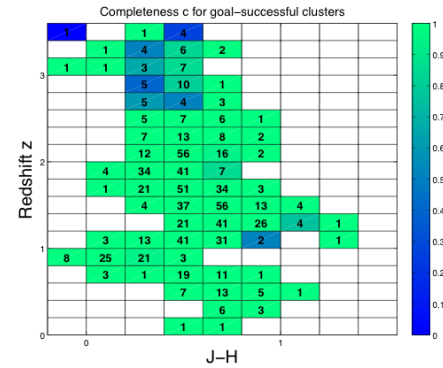 Completeness c for goal-successful clusters
1 1 4
1 4 6 2
1 1 3 7
5 10 1
5 4 3
5 7 6 1
7 13 8 2
12 56 16 2
4 34 41 7
1 21 51 34 3
4 37 56 13 4
21 41 26 4 1
3 13 41 31 2 1
8 25 21 3
3 1 19 11 1
7 13 5 1
6 3
1 1
3
2
1
0
Redshift z
0 1
J-H
1
0.9
0.8
0.7
0.6
0.5
0.4
0.3
0.2
0.1
0